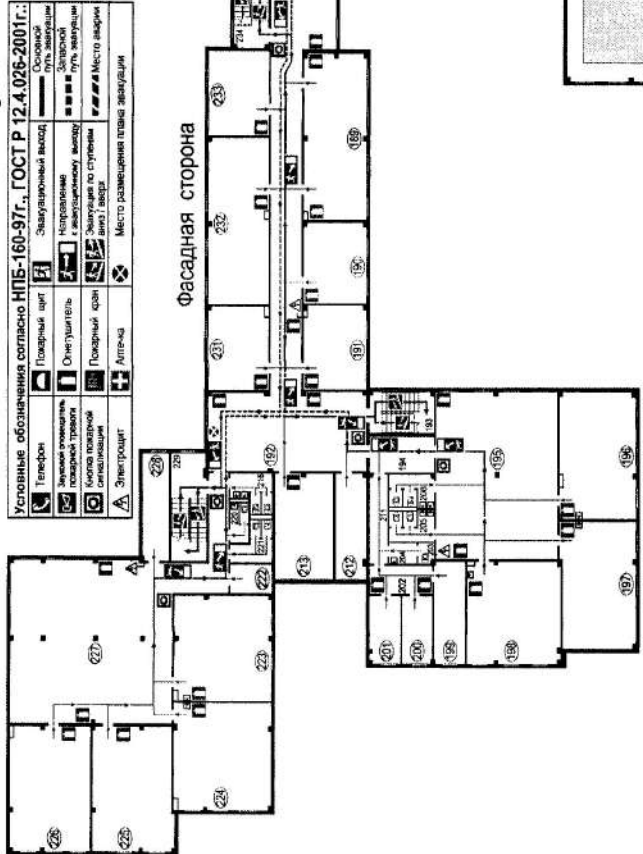 Условные обозначения согласно НПБ-160-97г., ГОСТ Р 12.4.026-2001г.:
Телефон
Пожарный щит
Эвакуационный выход
Основной путь эвакуации
Звуковой оповещатель пожарной тревоги
Огнетушитель
Направление к эвакуационному выходу
Запасной путь эвакуации
Кнопка пожарной сигнализации
Пожарный кран
Эвакуация по ступеням вниз / вверх
Место аварии
Электрощит
Аптечка
Место размещения плана эвакуации
Фасадная сторона
234
233
232
231
189
190
191
192
193
194
195
196
197
198
199
200
201
202
205
206
211
212
213
221
222
223
224
225
226
227
228
229